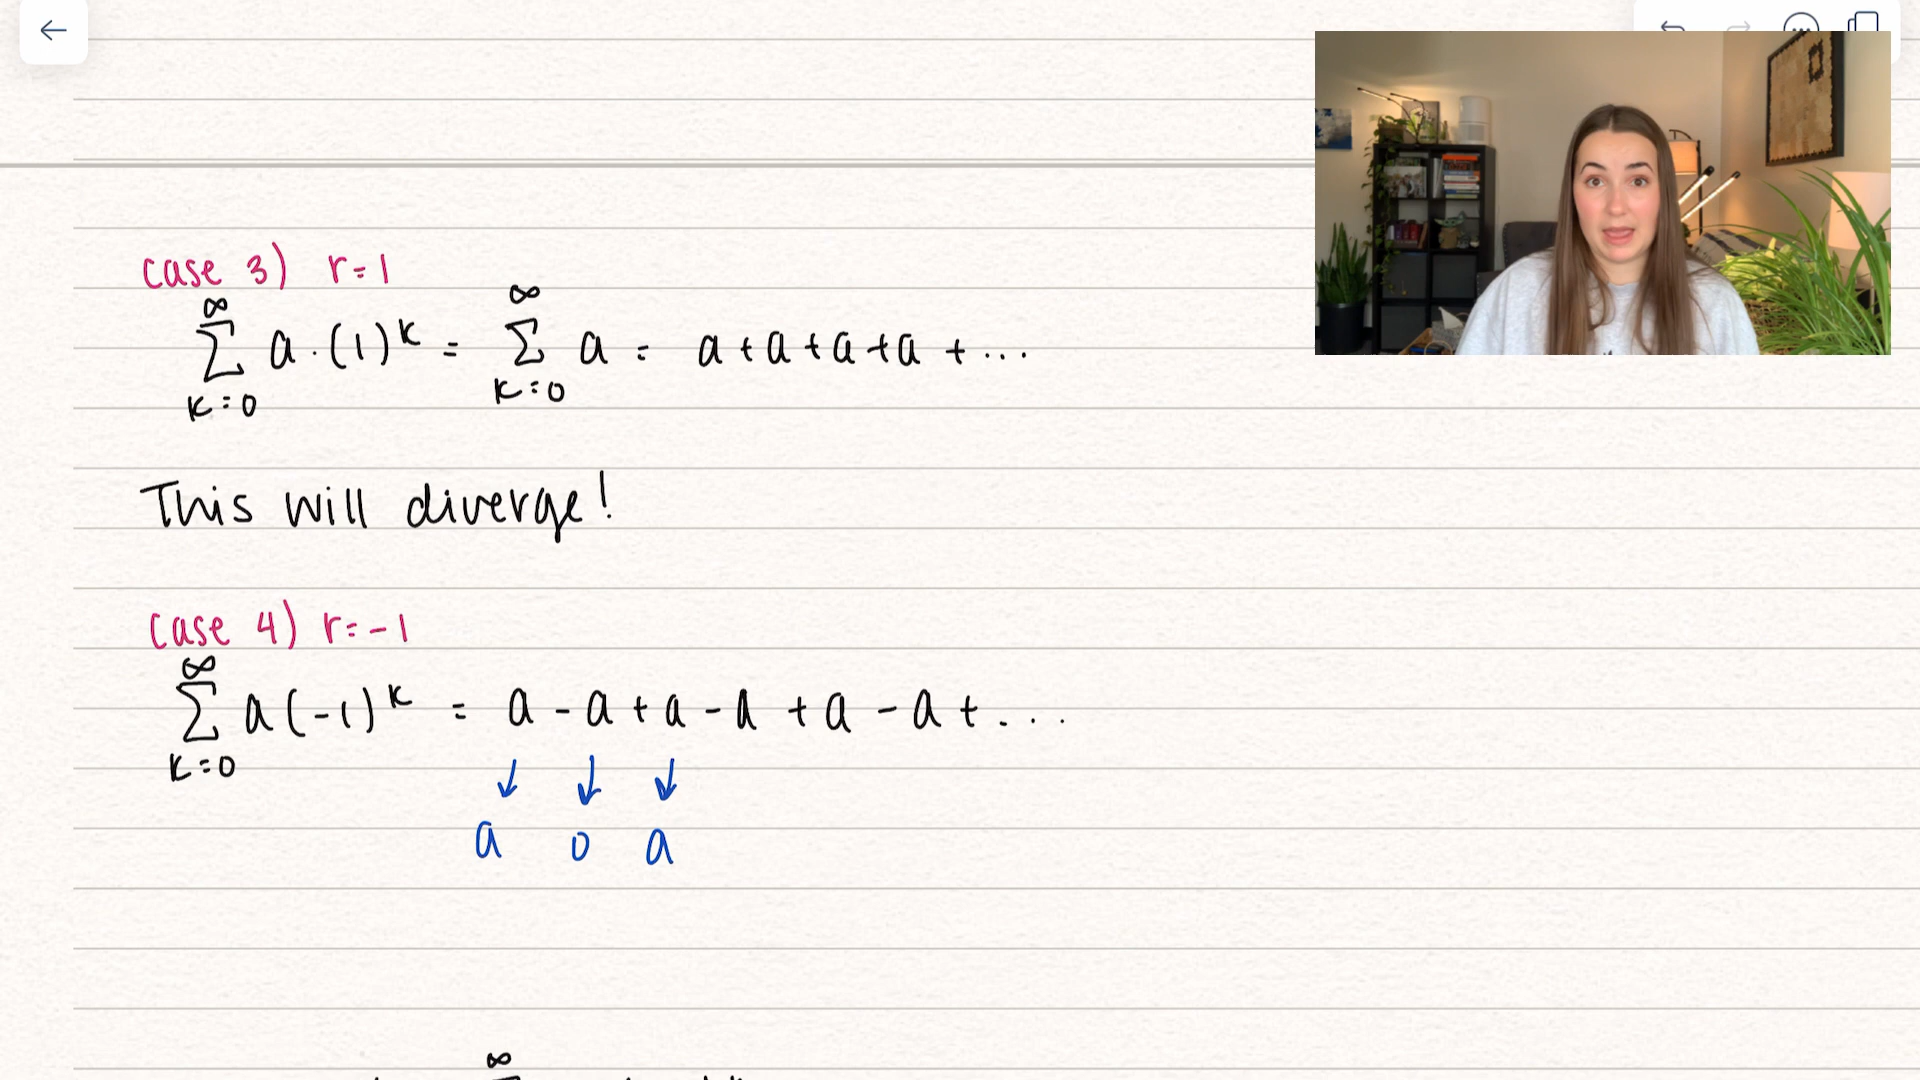 case 3) r=1
∞ ∞
∑ a·(1)^k = ∑ a = a+a+a+a+...
k=0 k=0
This will diverge!
case 4) r=-1
∞
∑ a(-1)^k = a-a+a-a+a-a+...
k=0
↓ ↓ ↓
a 0 a
∞